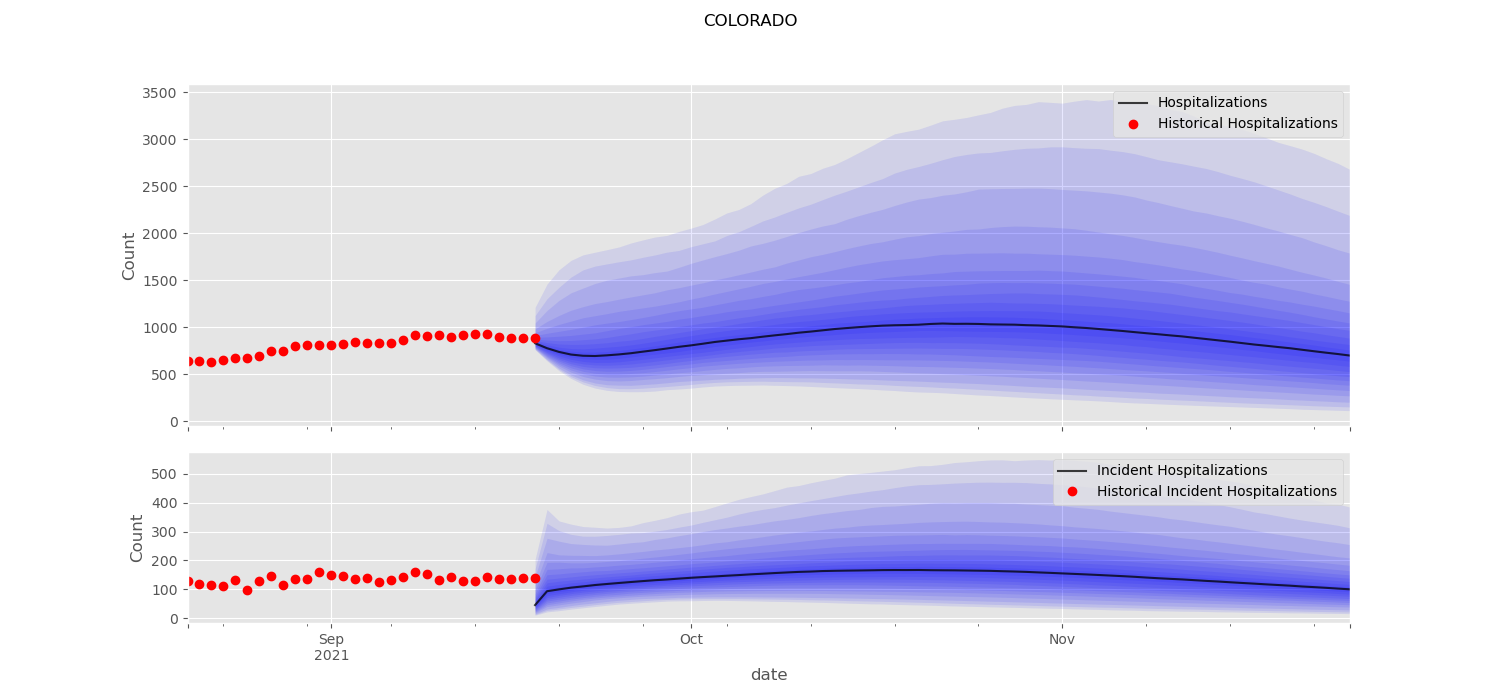 COLORADO
3500
3000
2500
2000
1500
1000
500
0
Count
Hospitalizations
Historical Hospitalizations
500
400
300
200
100
0
Count
Incident Hospitalizations
Historical Incident Hospitalizations
Sep
2021
Oct
Nov
date